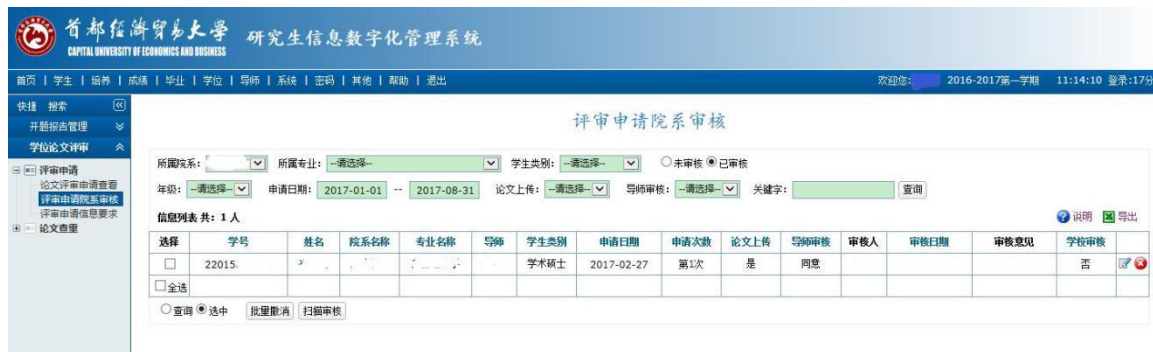 首都经济贸易大学 研究生信息数字化管理系统
CAPITAL UNIVERSITY OF ECONOMICS AND BUSINESS
首页 | 学生 | 培养 | 成绩 | 毕业 | 学位 | 导师 | 系统 | 密码 | 其他 | 帮助 | 退出 欢迎您: 2016-2017第一学期 11:14:10 登录:17分
快捷 搜索
开题报告管理
学位论文评审
评审申请
论文评审申请查看
评审申请院系审核
评审申请信息要求
论文查重
评审申请院系审核
所属院系: 所属专业: --请选择-- 学生类别: --请选择-- 未审核 已审核
年级: --请选择-- 申请日期: 2017-01-01 -- 2017-08-31 论文上传: --请选择-- 导师审核: --请选择-- 关键字: 查询
信息列表 共: 1 人 说明 导出
选择 学号 姓名 院系名称 专业名称 导师 学生类别 申请日期 申请次数 论文上传 导师审核 审核人 审核日期 审核意见 学校审核
22015 学术硕士 2017-02-27 第1次 是 同意 否
全选
查询 选中 批量撤消 扫描审核